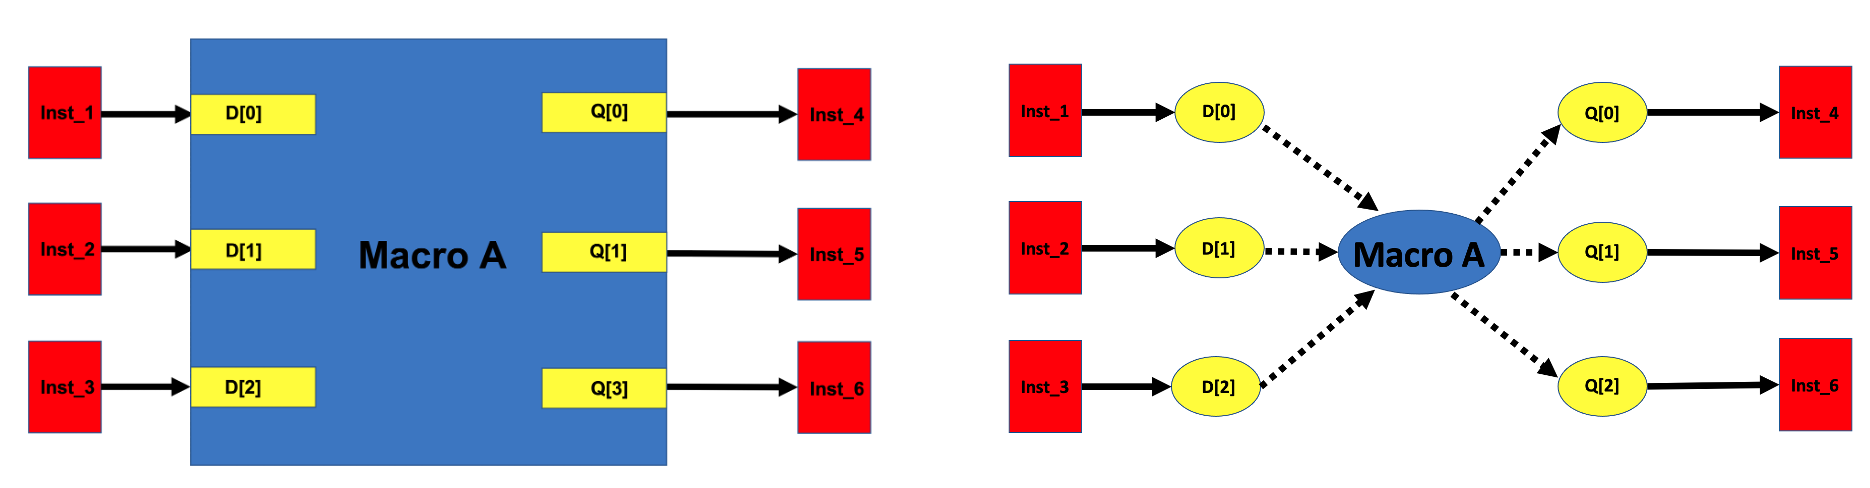 Inst_1
D[0]
Q[0]
Inst_4
Inst_2
D[1]
Macro A
Q[1]
Inst_5
Inst_3
D[2]
Q[3]
Inst_6
Inst_1
D[0]
Q[0]
Inst_4
Inst_2
D[1]
Macro A
Q[1]
Inst_5
Inst_3
D[2]
Q[2]
Inst_6